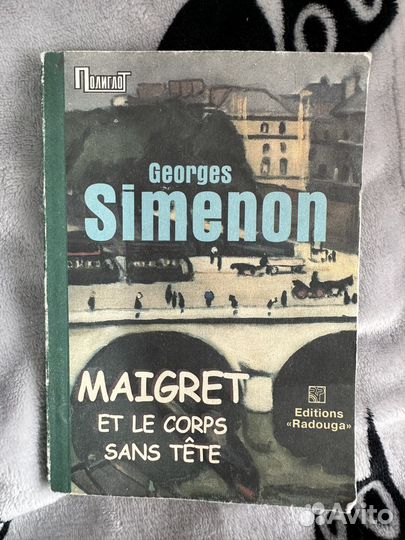 Полиглот
Georges
Simenon
MAIGRET
ET LE CORPS
SANS TÊTE
Editions
«Radouga»
Avito